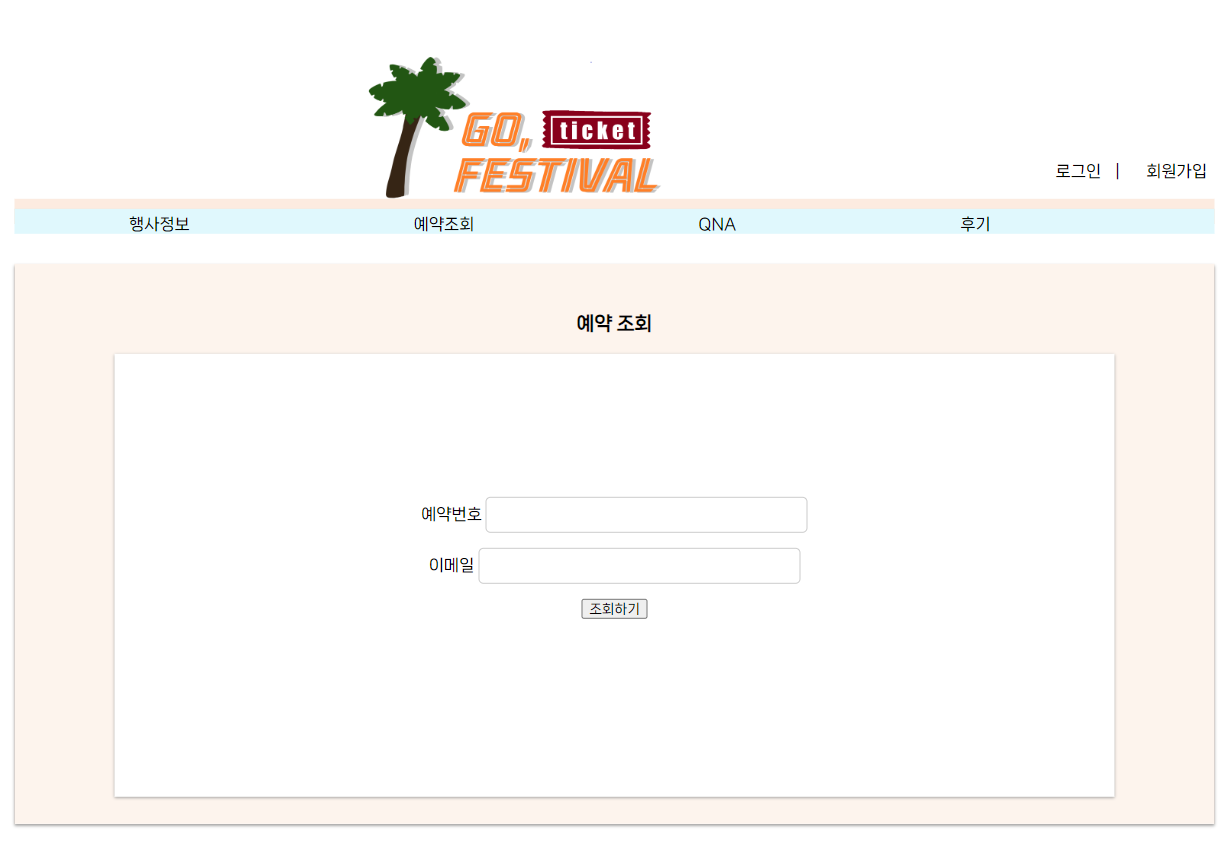 GO, ticket
FESTIVAL
로그인 | 회원가입
행사정보 예약조회 QNA 후기
예약 조회
예약번호
이메일
조회하기